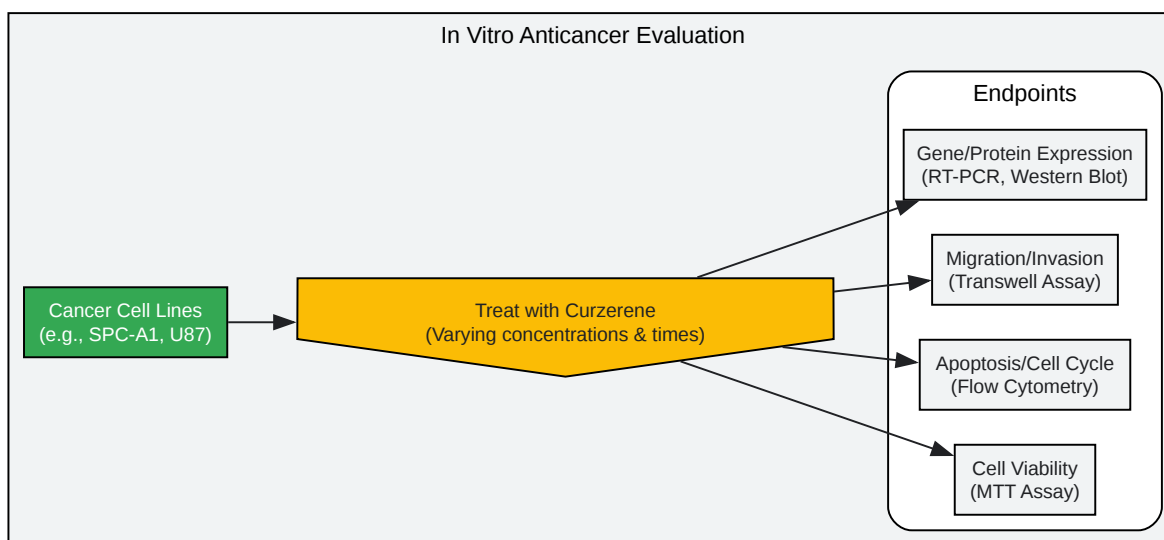 In Vitro Anticancer Evaluation
Endpoints
Gene/Protein Expression
(RT-PCR, Western Blot)
Migration/Invasion
(Transwell Assay)
Cancer Cell Lines
(e.g., SPC-A1, U87)
Treat with Curzerene
(Varying concentrations & times)
Apoptosis/Cell Cycle
(Flow Cytometry)
Cell Viability
(MTT Assay)